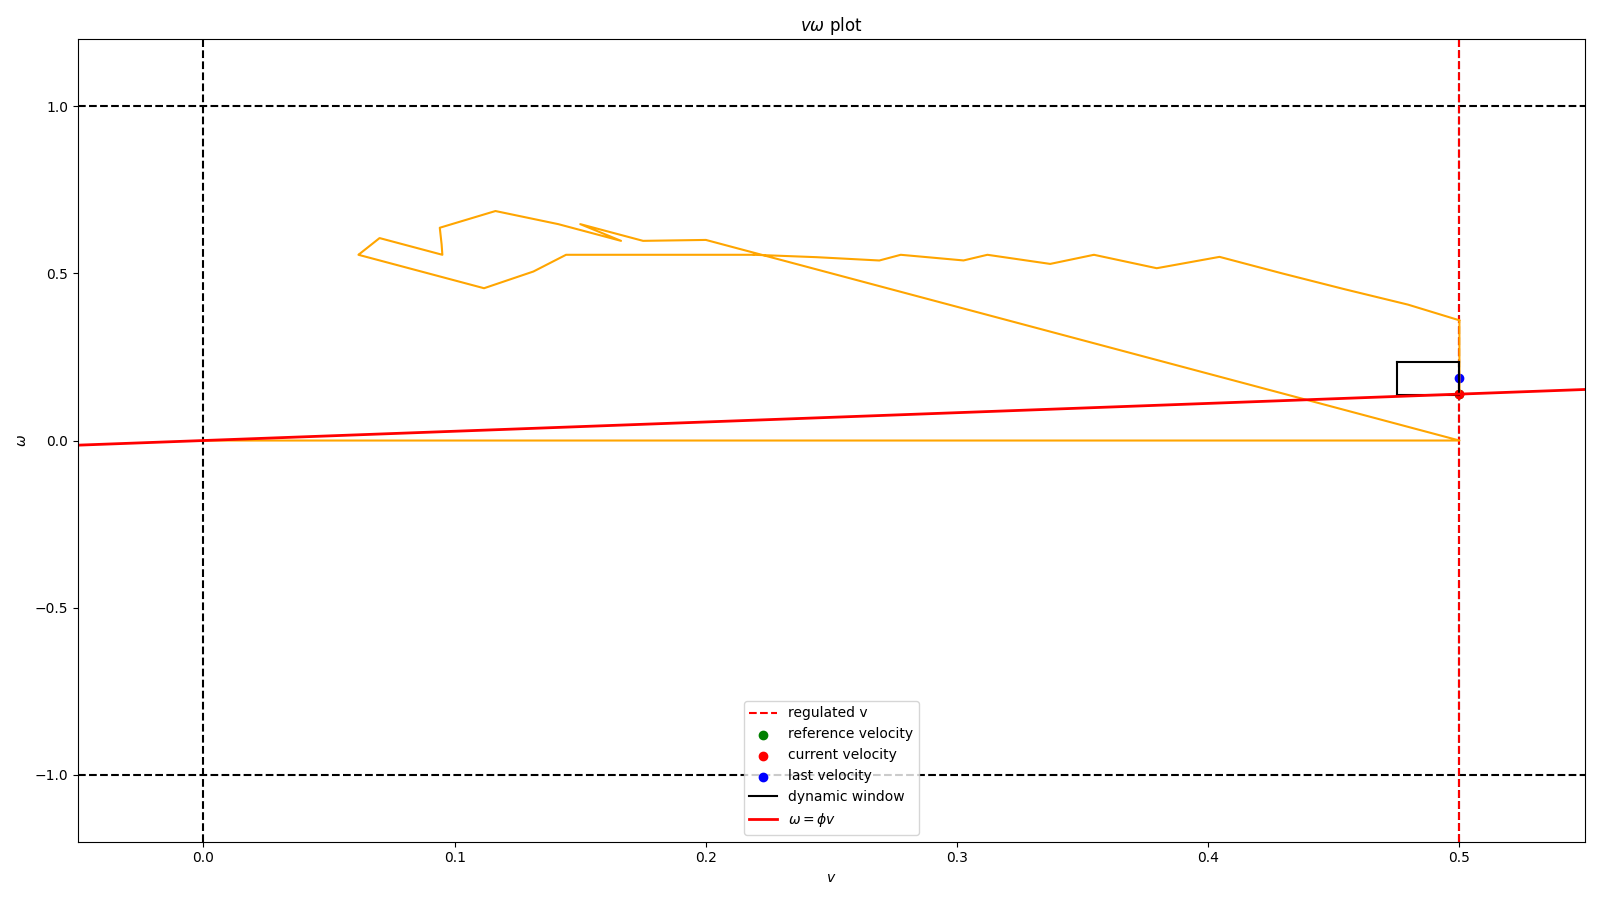 vω plot
ω
1.0
0.5
0.0
−0.5
−1.0
regulated v
reference velocity
current velocity
last velocity
dynamic window
ω = ϕv
0.0 0.1 0.2 0.3 0.4 0.5
v